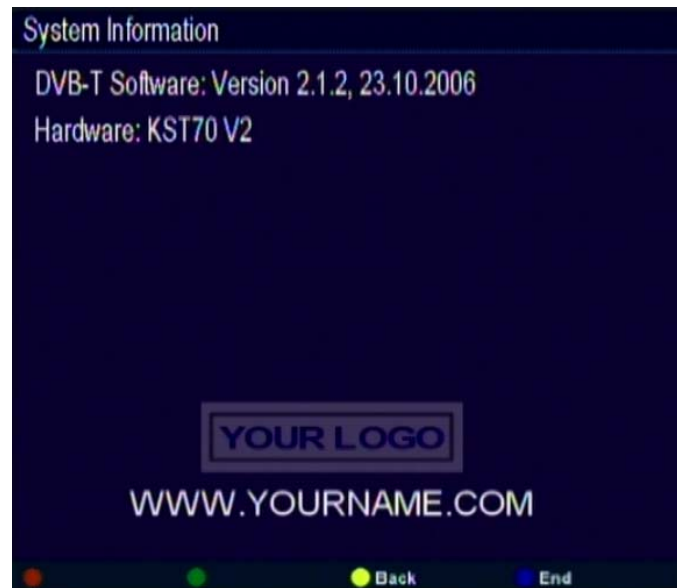 System Information
DVB-T Software: Version 2.1.2, 23.10.2006
Hardware: KST70 V2
YOUR LOGO
WWW.YOURNAME.COM
Back End